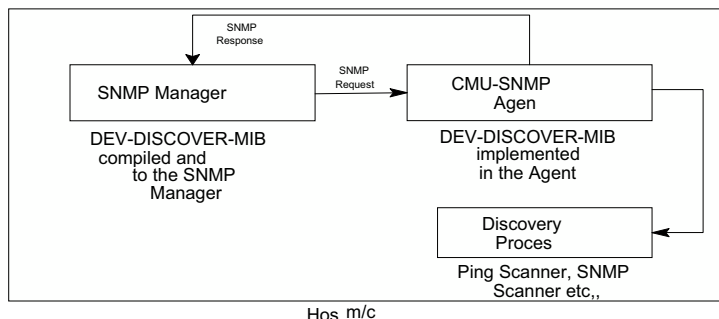 SNMP
Response
SNMP Manager
SNMP
Request
CMU-SNMP
Agen
DEV-DISCOVER-MIB
compiled and
to the SNMP
Manager
DEV-DISCOVER-MIB
implemented
in the Agent
Discovery
Proces
Ping Scanner, SNMP
Scanner etc,,
Hos m/c